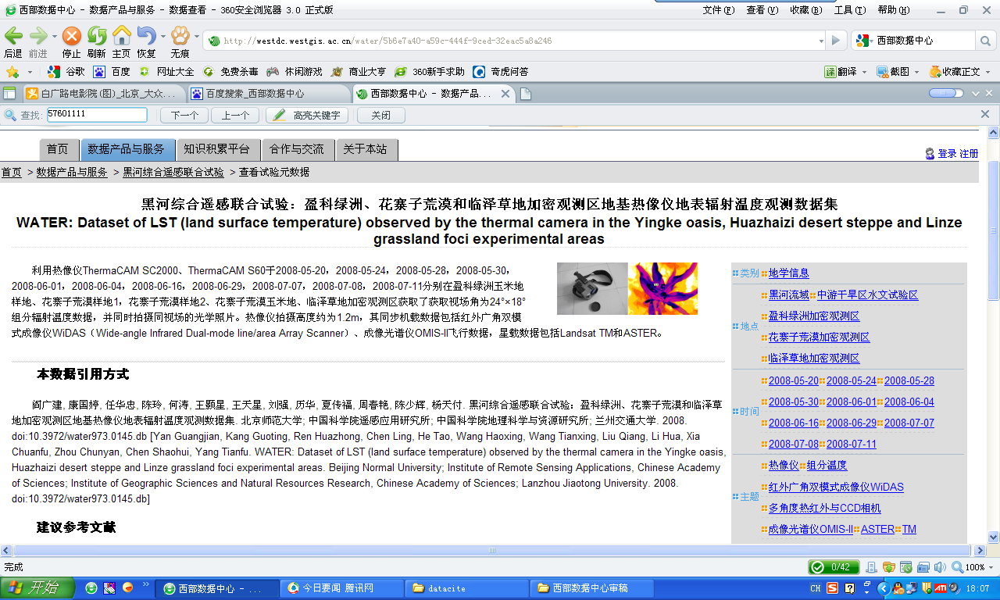 西部数据中心 - 数据产品与服务 - 数据查看 - 360安全浏览器 3.0 正式版
文件(F) 查看(V) 收藏(B) 工具(T) 帮助(H)
http://westdc.westgis.ac.cn/water/5b6e7a40-a59c-444f-9ced-32eac5a8a246
西部数据中心
后退 前进 停止 刷新 主页 恢复 无痕
谷歌 百度 网址大全 免费杀毒 休闲游戏 商业大亨 360新手求助 奇虎问答 翻译 截图 收藏正文
白广路电影院(图)_北京_大众... 百度搜索_西部数据中心 西部数据中心 - 数据产品...
查找: 57601111 下一个 上一个 高亮关键字 关闭
首页 数据产品与服务 知识积累平台 合作与交流 关于本站
登录 注册
首页 > 数据产品与服务 > 黑河综合遥感联合试验 > 查看试验元数据
黑河综合遥感联合试验：盈科绿洲、花寨子荒漠和临泽草地加密观测区地基热像仪地表辐射温度观测数据集
WATER: Dataset of LST (land surface temperature) observed by the thermal camera in the Yingke oasis, Huazhaizi desert steppe and Linze
grassland foci experimental areas
利用热像仪ThermaCAM SC2000、ThermaCAM S60于2008-05-20，2008-05-24，2008-05-28，2008-05-30，
2008-06-01，2008-06-04，2008-06-16，2008-06-29，2008-07-07，2008-07-08，2008-07-11分别在盈科绿洲玉米地
样地、花寨子荒漠样地1，花寨子荒漠样地2、花寨子荒漠玉米地、临泽草地加密观测区获取了获取视场角为24°×18°
组分辐射温度数据，并同时拍摄同视场的光学照片。热像仪拍摄高度约为1.2m，其同步机载数据包括红外广角双模
式成像仪WiDAS（Wide-angle Infrared Dual-mode line/area Array Scanner）、成像光谱仪OMIS-II飞行数据，星载数据包括Landsat TM和ASTER。
本数据引用方式
阎广建, 康国婷, 任华忠, 陈玲, 何涛, 王颢星, 王天星, 刘强, 历华, 夏传福, 周春艳, 陈少辉, 杨天付. 黑河综合遥感联合试验：盈科绿洲、花寨子荒漠和临泽草
地加密观测区地基热像仪地表辐射温度观测数据集. 北京师范大学; 中国科学院遥感应用研究所; 中国科学院地理科学与资源研究所; 兰州交通大学. 2008.
doi:10.3972/water973.0145.db [Yan Guangjian, Kang Guoting, Ren Huazhong, Chen Ling, He Tao, Wang Haoxing, Wang Tianxing, Liu Qiang, Li Hua, Xia
Chuanfu, Zhou Chunyan, Chen Shaohui, Yang Tianfu. WATER: Dataset of LST (land surface temperature) observed by the thermal camera in the Yingke oasis,
Huazhaizi desert steppe and Linze grassland foci experimental areas. Beijing Normal University; Institute of Remote Sensing Applications, Chinese Academy
of Sciences; Institute of Geographic Sciences and Natural Resources Research, Chinese Academy of Sciences; Lanzhou Jiaotong University. 2008.
doi:10.3972/water973.0145.db]
建议参考文献
类别 地学信息
地点
黑河流域 中游干旱区水文试验区
盈科绿洲加密观测区
花寨子荒漠加密观测区
临泽草地加密观测区
时间
2008-05-20 2008-05-24 2008-05-28
2008-05-30 2008-06-01 2008-06-04
2008-06-16 2008-06-29 2008-07-07
2008-07-08 2008-07-11
主题
热像仪 组分温度
红外广角双模式成像仪WiDAS
多角度热红外与CCD相机
成像光谱仪OMIS-II ASTER TM
完成 0/42 100%
开始 西部数据中心 - ... 今日要闻 腾讯网 datacite 西部数据中心审稿 CH 18:07